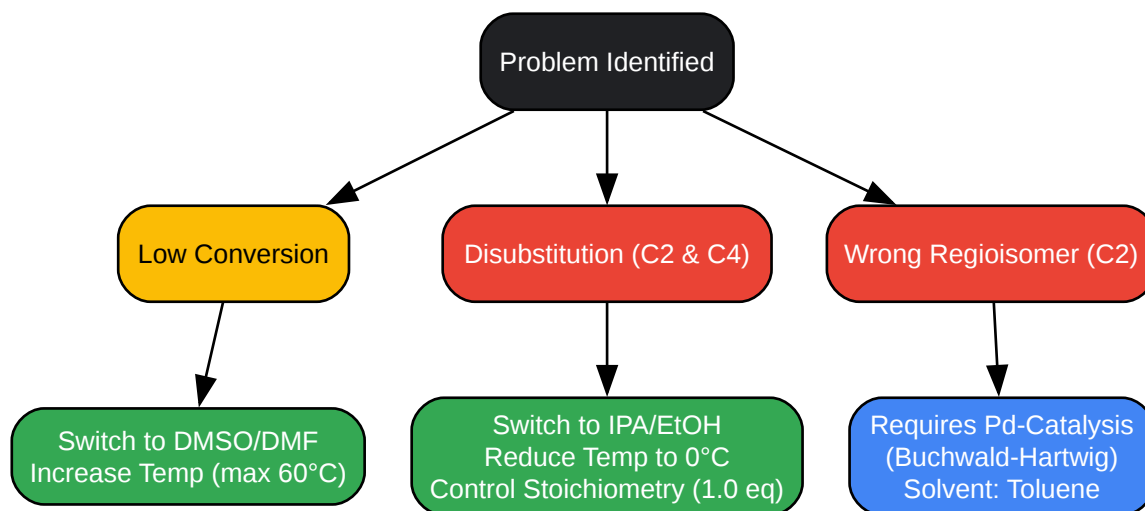 Problem Identified
Low Conversion
Disubstitution (C2 & C4)
Wrong Regioisomer (C2)
Switch to DMSO/DMF
Increase Temp (max 60°C)
Switch to IPA/EtOH
Reduce Temp to 0°C
Control Stoichiometry (1.0 eq)
Requires Pd-Catalysis
(Buchwald-Hartwig)
Solvent: Toluene